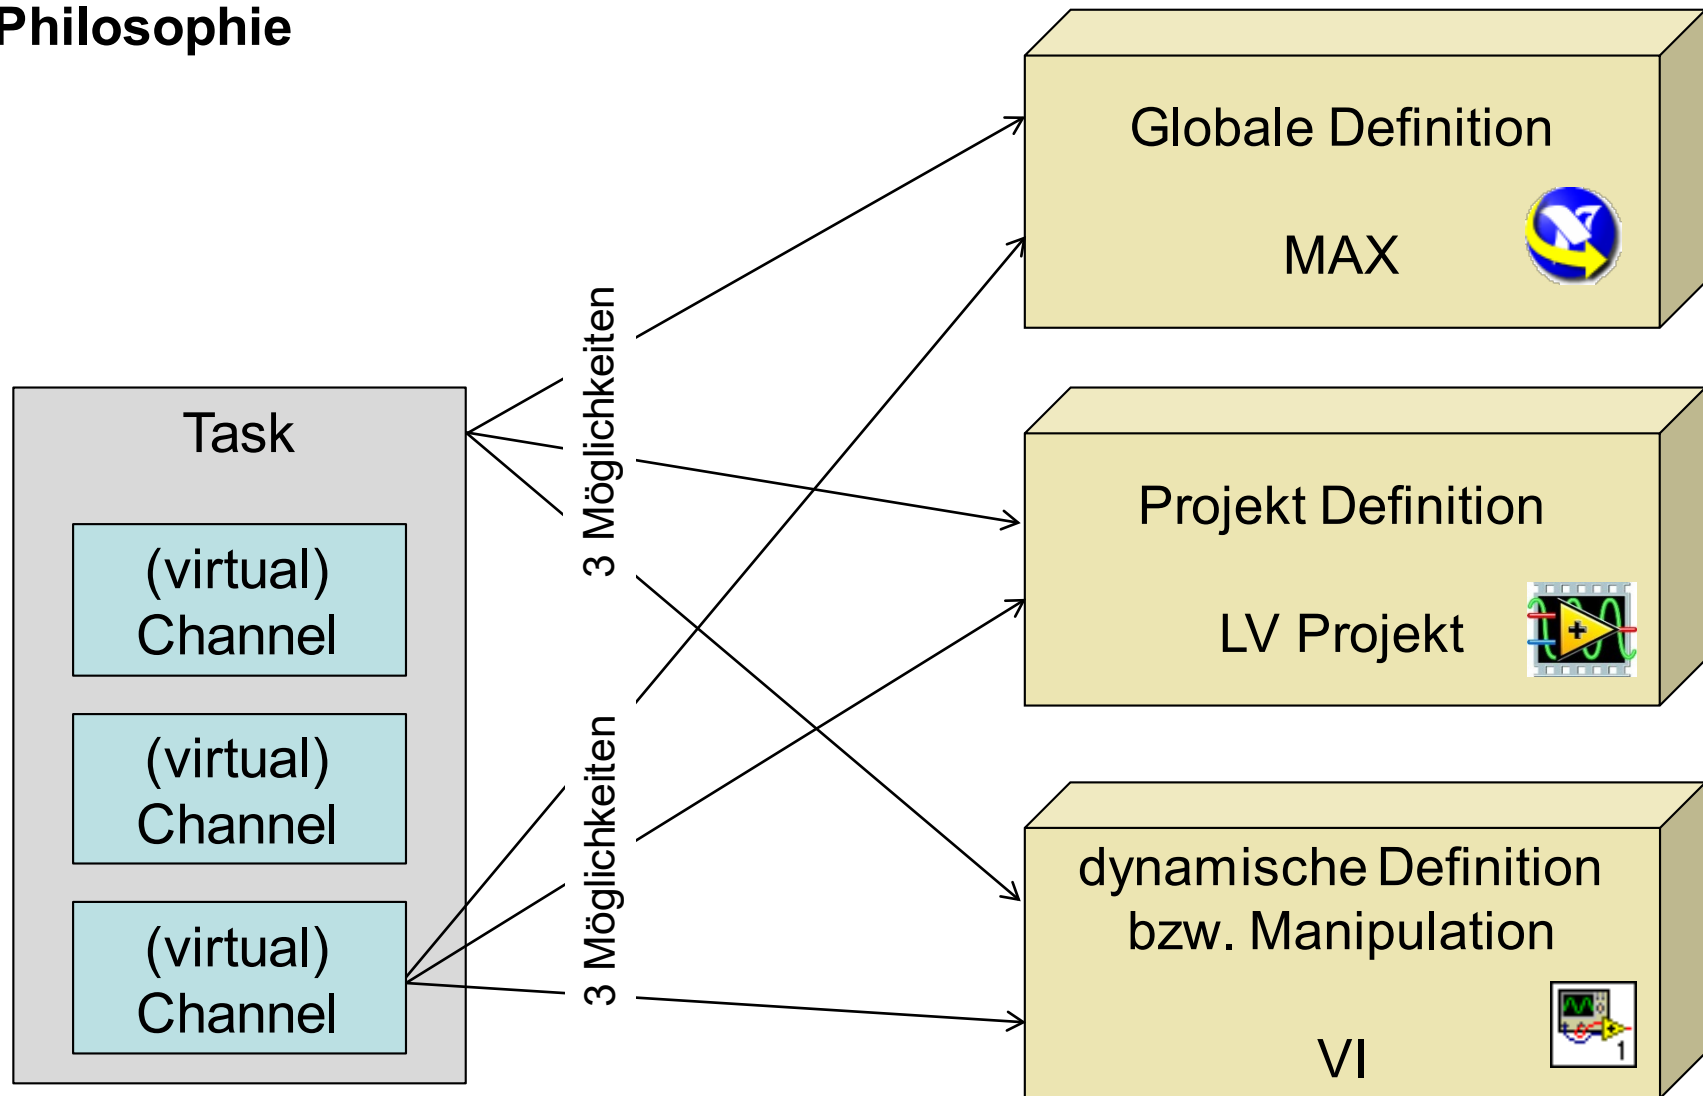 Philosophie
Globale Definition
MAX
3 Möglichkeiten
Task
(virtual)
Channel
(virtual)
Channel
(virtual)
Channel
Projekt Definition
LV Projekt
3 Möglichkeiten
dynamische Definition
bzw. Manipulation
VI
1